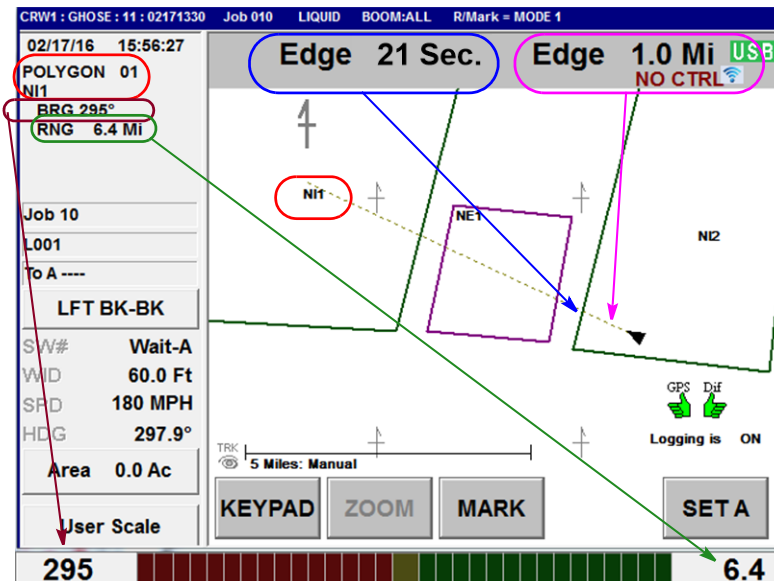 CRW1 : GHOSE : 11 : 02171330 Job 010 LIQUID BOOM:ALL R/Mark = MODE 1
02/17/16 15:56:27
Edge 21 Sec. Edge 1.0 Mi USB
NO CTRL
POLYGON 01
NI1
BRG 295°
RNG 6.4 Mi
NI1
NE1
NI2
Job 10
L001
To A ----
LFT BK-BK
SW# Wait-A
WID 60.0 Ft
SPD 180 MPH
HDG 297.9°
GPS Dif
Logging is ON
TRK
5 Miles: Manual
Area 0.0 Ac
KEYPAD ZOOM MARK SET A
User Scale
295 6.4